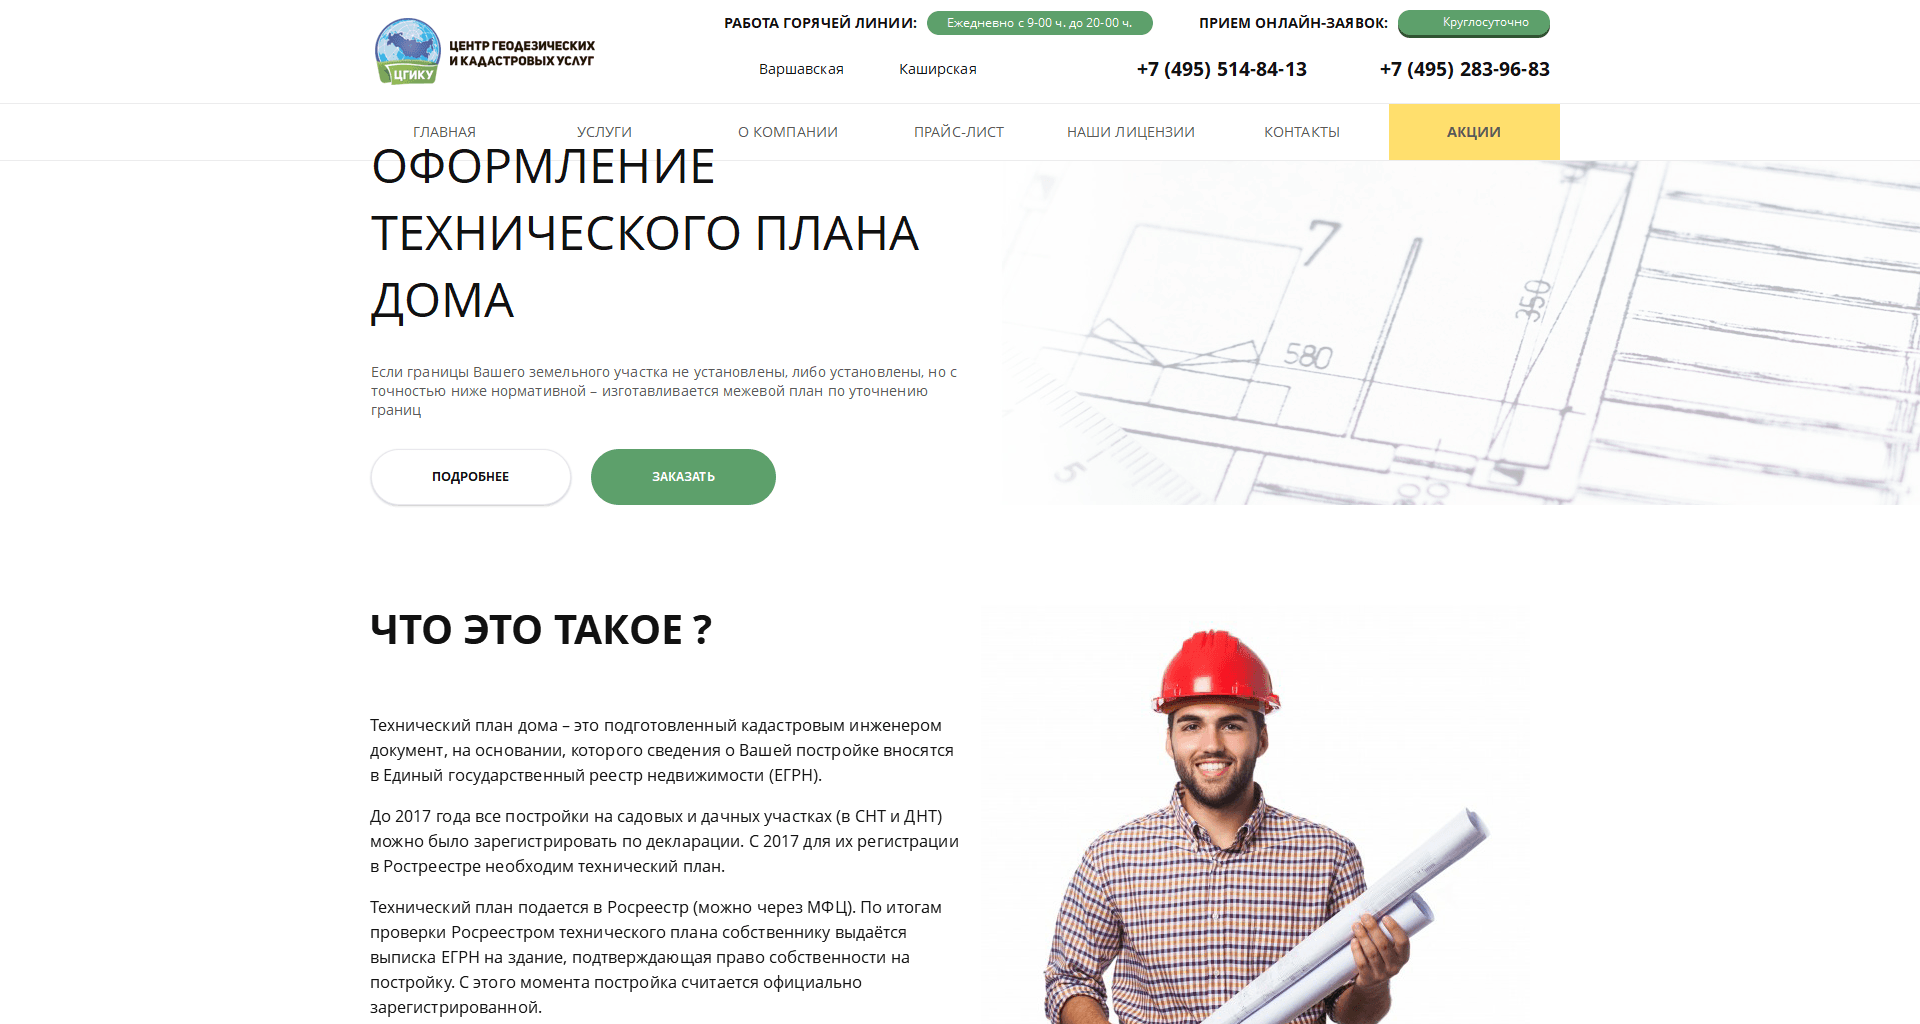 ЦЕНТР ГЕОДЕЗИЧЕСКИХ
И КАДАСТРОВЫХ УСЛУГ
ЦГИКУ
РАБОТА ГОРЯЧЕЙ ЛИНИИ: Ежедневно с 9-00 ч. до 20-00 ч. ПРИЕМ ОНЛАЙН-ЗАЯВОК: Круглосуточно
Варшавская Каширская +7 (495) 514-84-13 +7 (495) 283-96-83
ГЛАВНАЯ УСЛУГИ О КОМПАНИИ ПРАЙС-ЛИСТ НАШИ ЛИЦЕНЗИИ КОНТАКТЫ АКЦИИ
ОФОРМЛЕНИЕ
ТЕХНИЧЕСКОГО ПЛАНА
ДОМА
Если границы Вашего земельного участка не установлены, либо установлены, но с
точностью ниже нормативной – изготавливается межевой план по уточнению
границ
ПОДРОБНЕЕ ЗАКАЗАТЬ
7
350
580
5
ЧТО ЭТО ТАКОЕ ?
Технический план дома – это подготовленный кадастровым инженером
документ, на основании, которого сведения о Вашей постройке вносятся
в Единый государственный реестр недвижимости (ЕГРН).
До 2017 года все постройки на садовых и дачных участках (в СНТ и ДНТ)
можно было зарегистрировать по декларации. С 2017 для их регистрации
в Ростреестре необходим технический план.
Технический план подается в Росреестр (можно через МФЦ). По итогам
проверки Росреестром технического плана собственнику выдаётся
выписка ЕГРН на здание, подтверждающая право собственности на
постройку. С этого момента постройка считается официально
зарегистрированной.